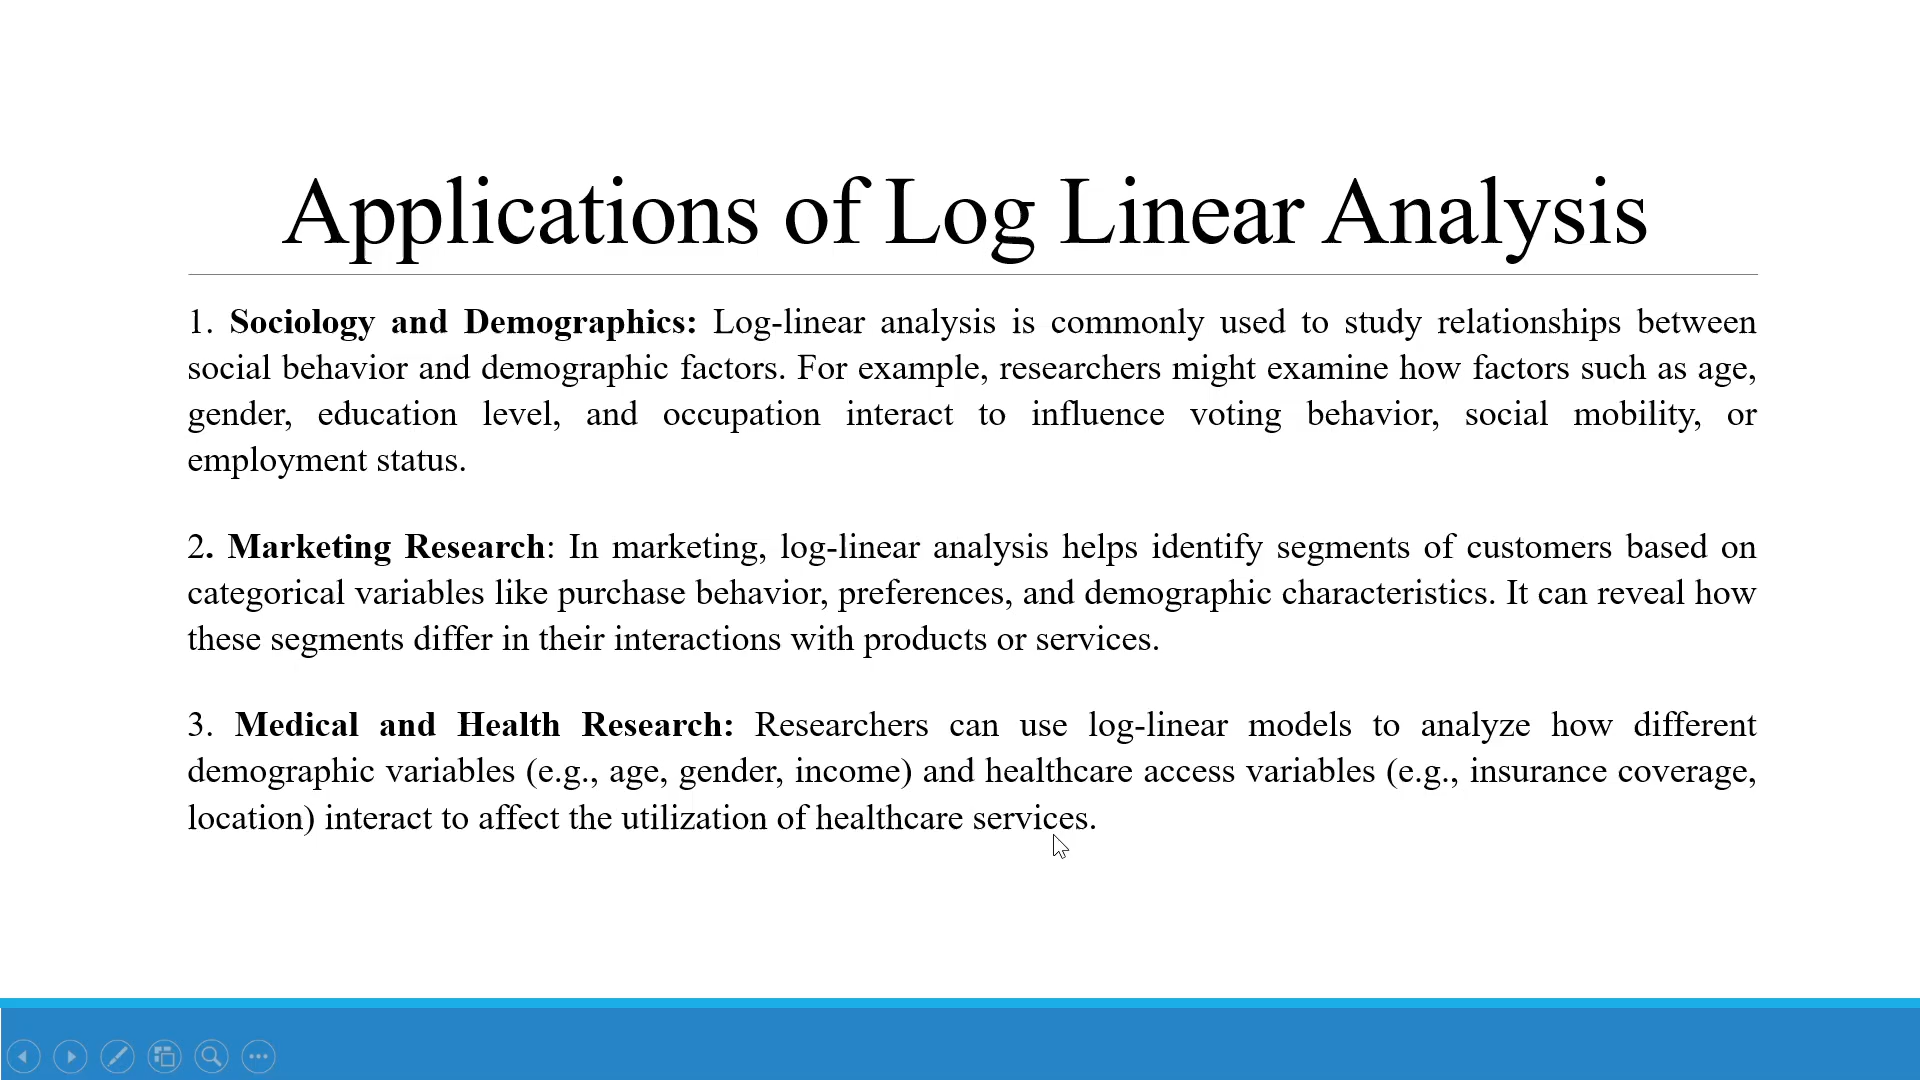 Applications of Log Linear Analysis
1. Sociology and Demographics: Log-linear analysis is commonly used to study relationships between
social behavior and demographic factors. For example, researchers might examine how factors such as age,
gender, education level, and occupation interact to influence voting behavior, social mobility, or
employment status.
2. Marketing Research: In marketing, log-linear analysis helps identify segments of customers based on
categorical variables like purchase behavior, preferences, and demographic characteristics. It can reveal how
these segments differ in their interactions with products or services.
3. Medical and Health Research: Researchers can use log-linear models to analyze how different
demographic variables (e.g., age, gender, income) and healthcare access variables (e.g., insurance coverage,
location) interact to affect the utilization of healthcare services.